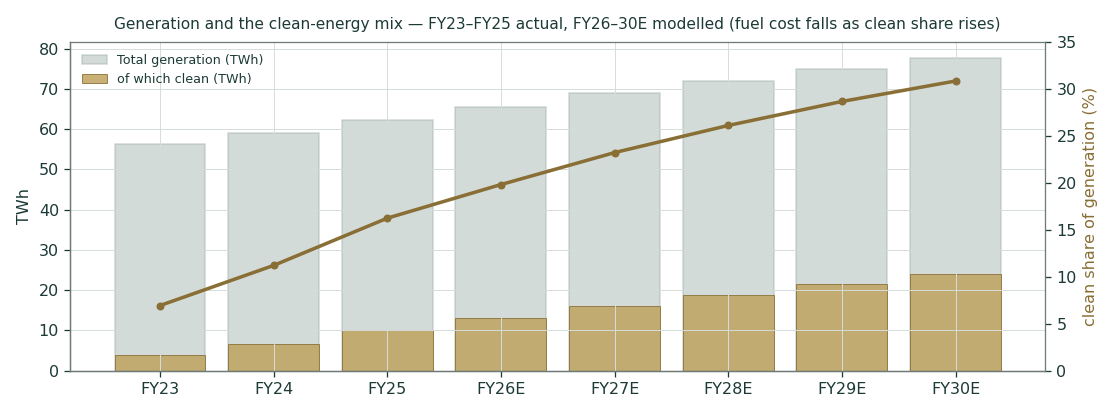 Generation and the clean-energy mix — FY23–FY25 actual, FY26–30E modelled (fuel cost falls as clean share rises)
Total generation (TWh)
of which clean (TWh)
TWh
80
70
60
50
40
30
20
10
0
35
30
25
20
15
10
5
0
clean share of generation (%)
FY23 FY24 FY25 FY26E FY27E FY28E FY29E FY30E